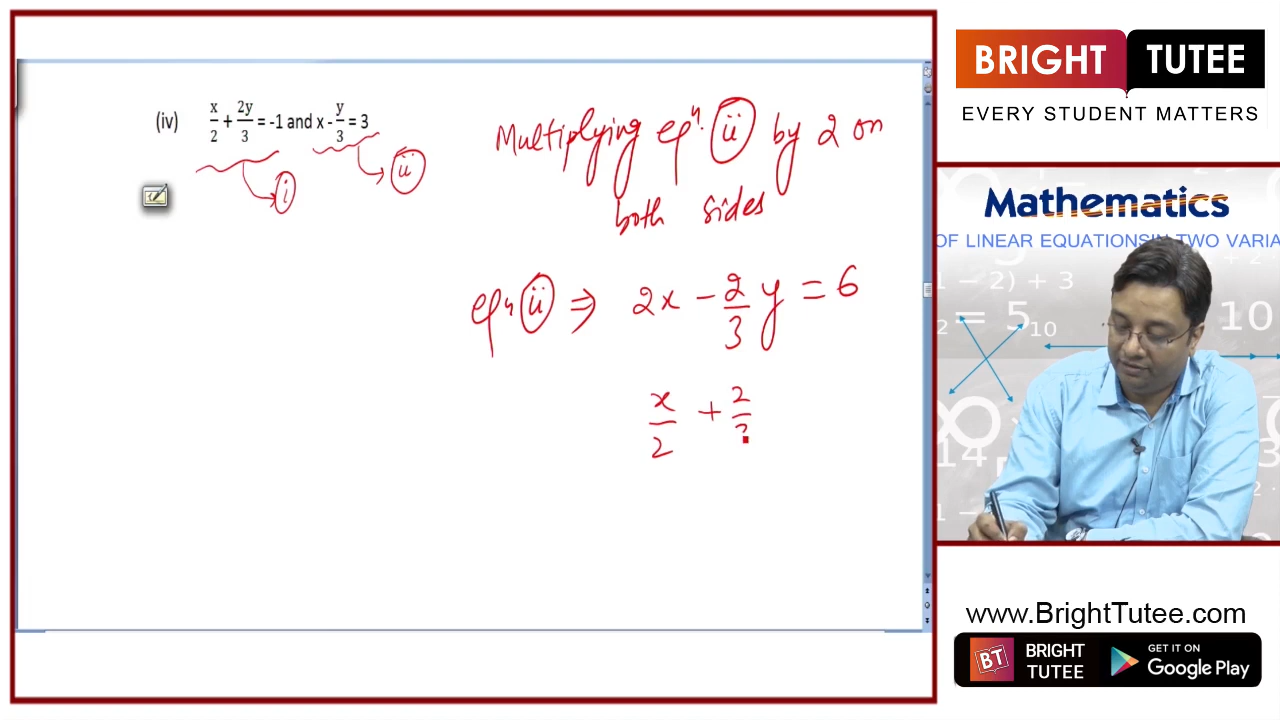 (iv) x/2 + 2y/3 = -1 and x - y/3 = 3
i
ii
Multiplying eqn. ii by 2 on
both sides
eqn ii ⇒ 2x - 2/3 y = 6
x/2 + 2/3
BRIGHT TUTEE
EVERY STUDENT MATTERS
Mathematics
OF LINEAR EQUATIONSIN TWO VARIA
www.BrightTutee.com
BT BRIGHT TUTEE
GET IT ON
Google Play